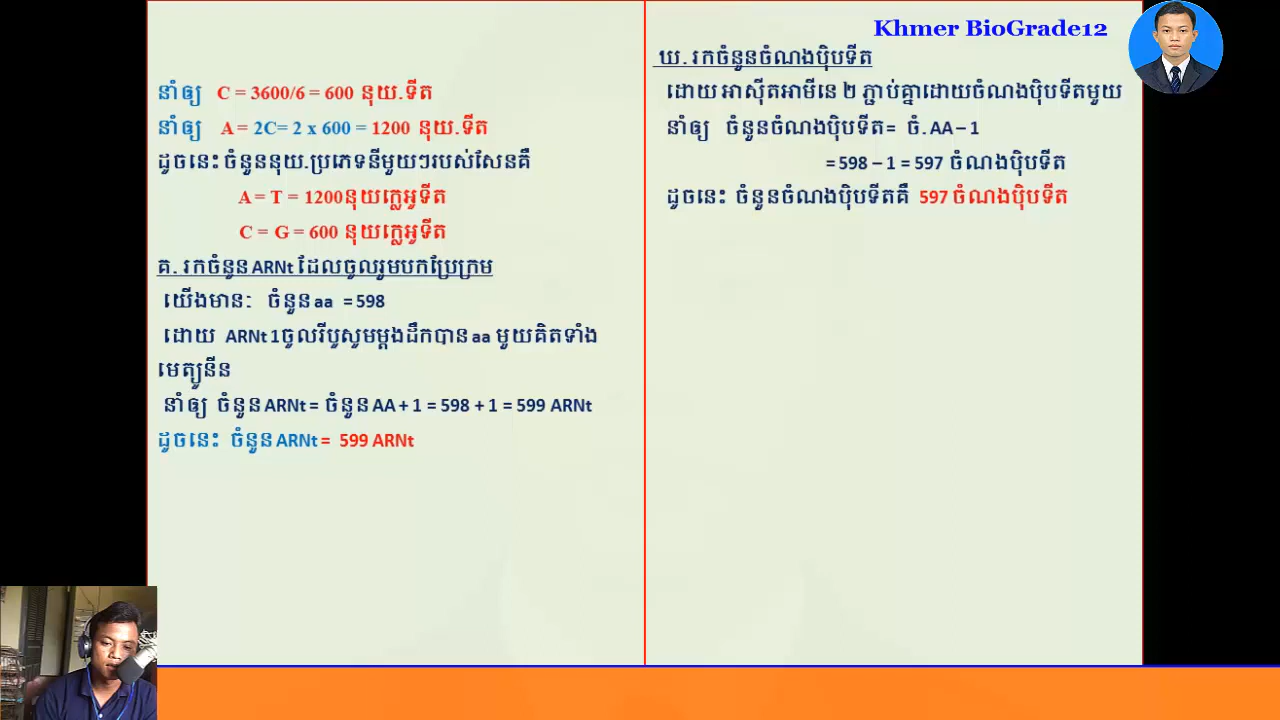 នាំឲ្យ C = 3600/6 = 600 នុយ.ទីត
នាំឲ្យ A = 2C= 2 x 600 = 1200 នុយ.ទីត
ដូចនេះ ចំនួននុយ.ប្រភេទនីមួយៗរបស់សែនគឺ
A = T = 1200នុយក្លេអូទីត
C = G = 600 នុយក្លេអូទីត
គ. រកចំនួន ARNt ដែលចូលរួមបកប្រែក្រម
យើងមានៈ ចំនួន aa = 598
ដោយ ARNt 1ចូលរីបូសូមម្តងដឹកបាន aa មួយគិតទាំង
មេត្យូនីន
នាំឲ្យ ចំនួន ARNt = ចំនួន AA + 1 = 598 + 1 = 599 ARNt
ដូចនេះ ចំនួន ARNt = 599 ARNt
Khmer BioGrade12
ឃ. រកចំនួនចំណងប៉ិបទីត
ដោយ អាស៊ីតអាមីនេ ២ ភ្ជាប់គ្នាដោយចំណងប៉ិបទីតមួយ
នាំឲ្យ ចំនួនចំណងប៉ិបទីត= ចំ. AA – 1
= 598 – 1 = 597 ចំណងប៉ិបទីត
ដូចនេះ ចំនួនចំណងប៉ិបទីតគឺ 597 ចំណងប៉ិបទីត